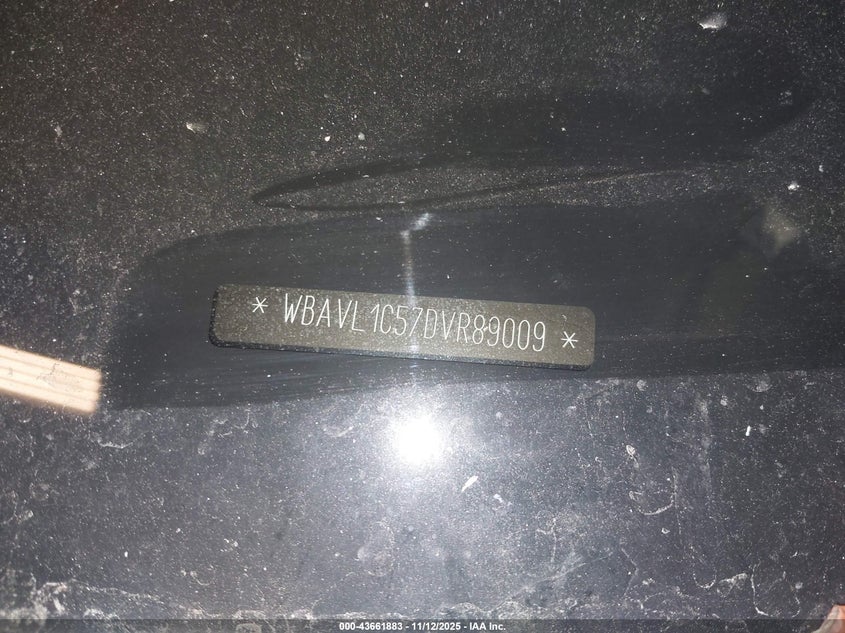 * WBAVL1C57DVR89009 *
000-43661883 - 11/12/2025 - IAA Inc.